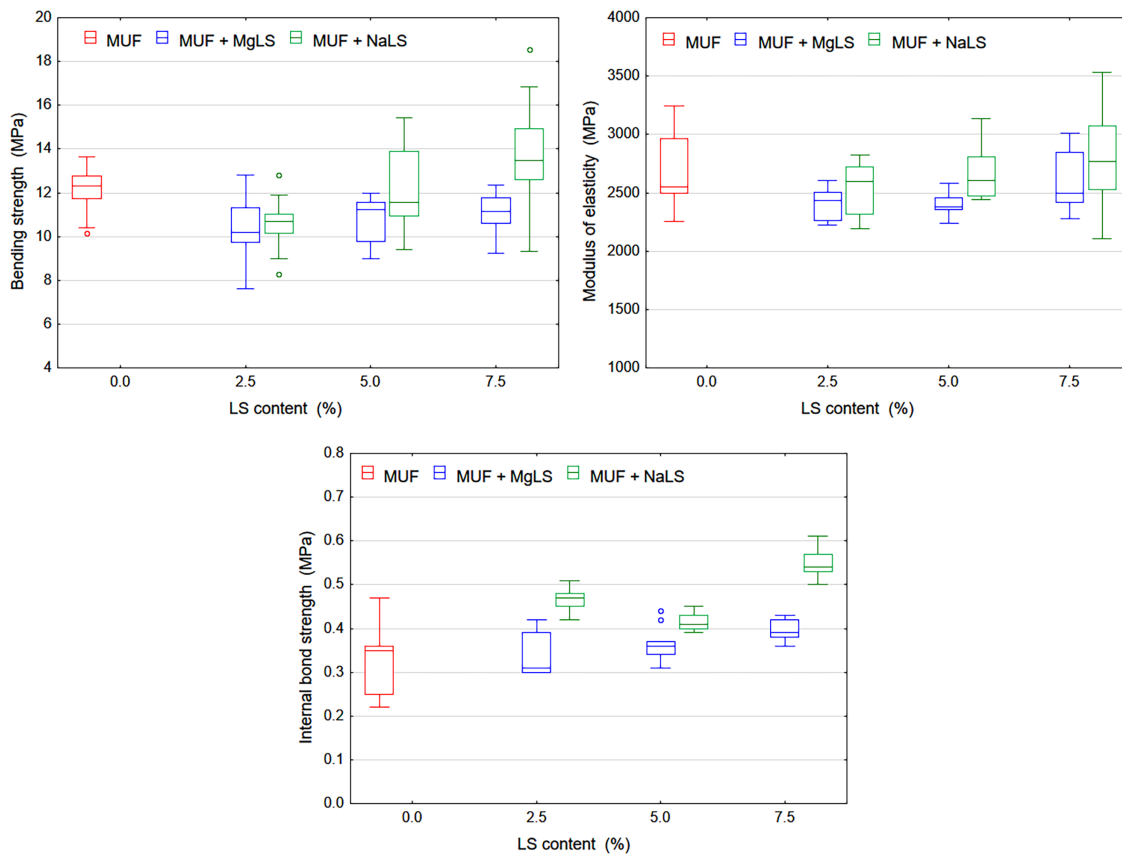 Bending strength (MPa)
20
18
16
14
12
10
8
6
4
MUF MUF + MgLS MUF + NaLS
0.0 2.5 5.0 7.5
LS content (%)
Modulus of elasticity (MPa)
4000
3500
3000
2500
2000
1500
1000
MUF MUF + MgLS MUF + NaLS
0.0 2.5 5.0 7.5
LS content (%)
Internal bond strength (MPa)
0.8
0.7
0.6
0.5
0.4
0.3
0.2
0.1
0.0
MUF MUF + MgLS MUF + NaLS
0.0 2.5 5.0 7.5
LS content (%)